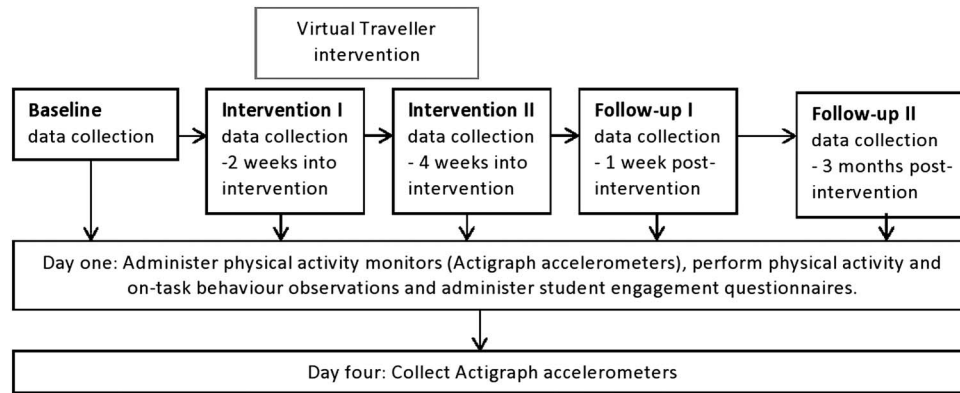 Virtual Traveller
intervention
Baseline
data collection
Intervention I
data collection
-2 weeks into
intervention
Intervention II
data collection
- 4 weeks into
intervention
Follow-up I
data collection
- 1 week post-
intervention
Follow-up II
data collection
- 3 months post-
intervention
Day one: Administer physical activity monitors (Actigraph accelerometers), perform physical activity and
on-task behaviour observations and administer student engagement questionnaires.
Day four: Collect Actigraph accelerometers